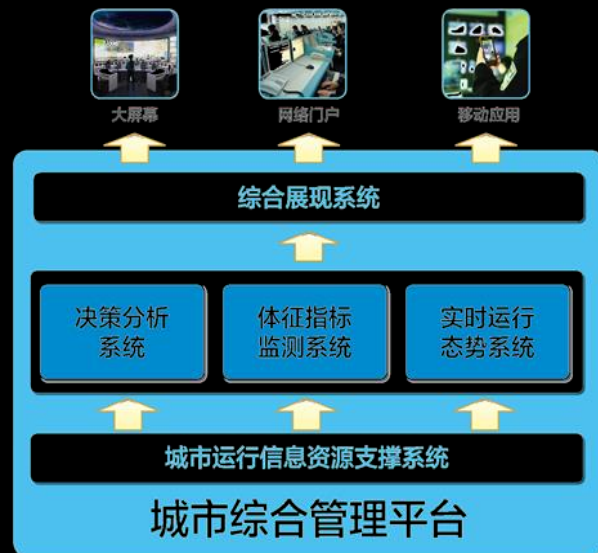 大屏幕
网络门户
移动应用
综合展现系统
决策分析
系统
体征指标
监测系统
实时运行
态势系统
城市运行信息资源支撑系统
城市综合管理平台